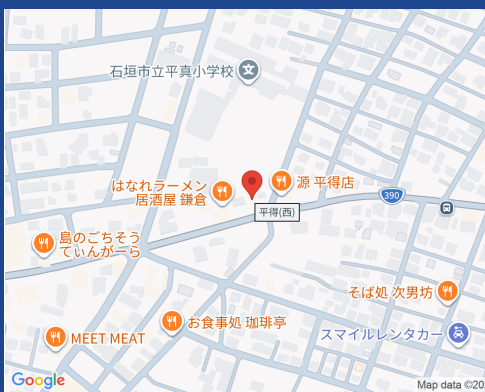 石垣市立平真小学校
はなれラーメン
居酒屋 鎌倉
源 平得店
390
平得(西)
島のごちそう
てぃんがーら
そば処 次男坊
お食事処 珈琲亭
スマイルレンタカー
MEET MEAT
Google
Map data ©20